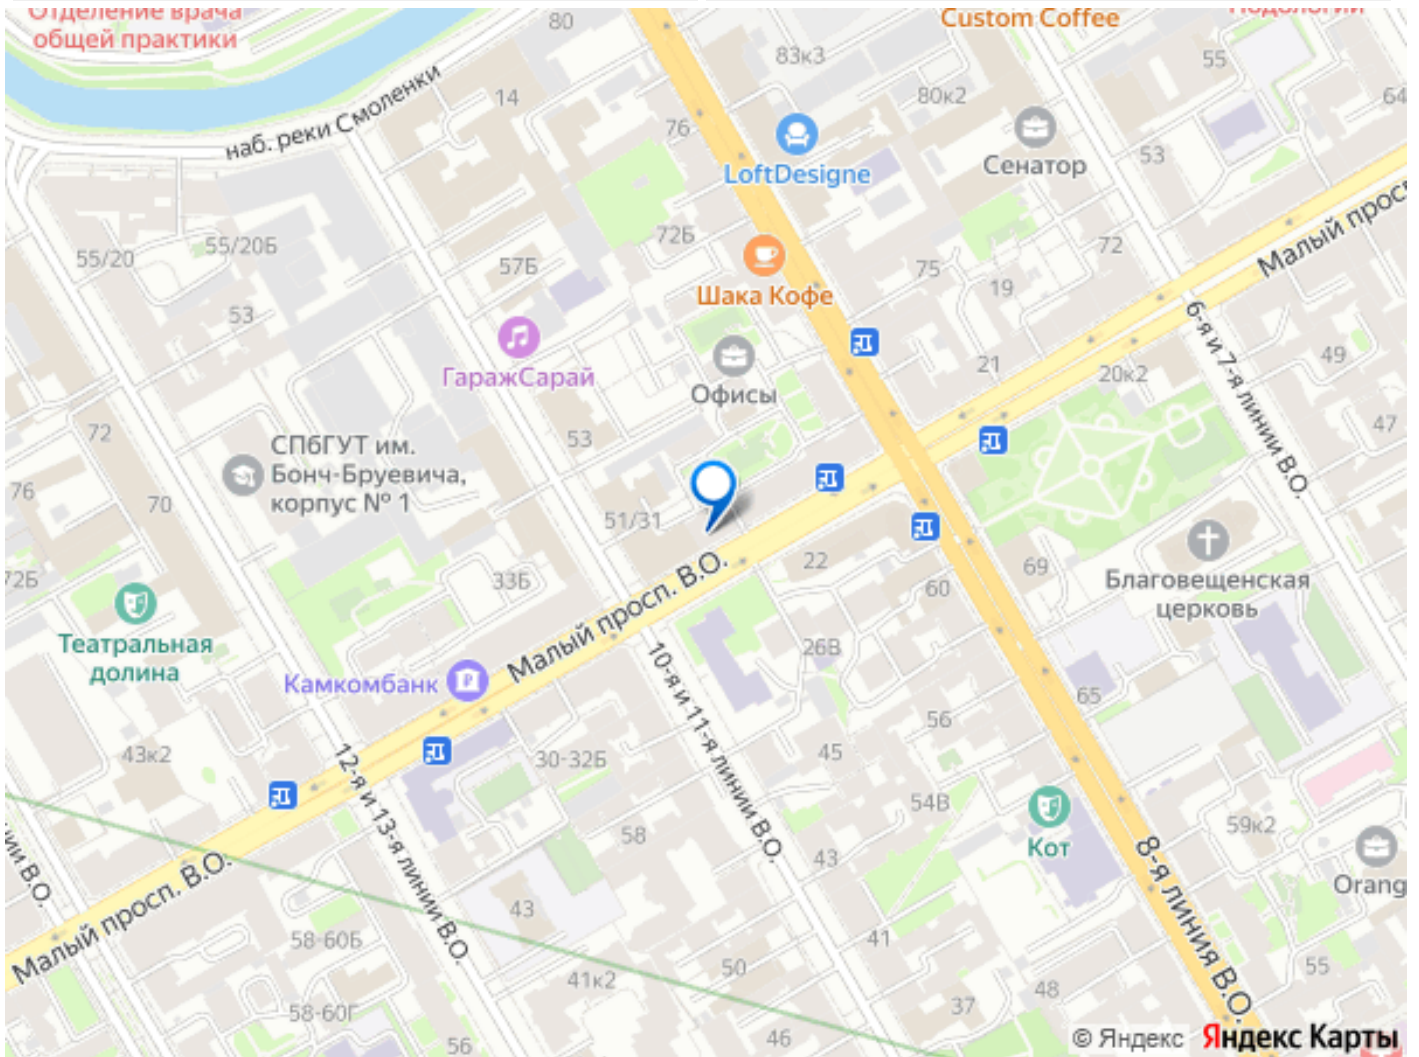 Отделение врача
общей практики
80
Custom Coffee
83к3
55
наб. реки Смоленки
14
76
80к2
64
LoftDesigne
Сенатор
53
55/20
55/20Б
57Б
72Б
72
75
19
Малый просп
Шака Кофе
53
6-я и 7-я линии В.О.
ГаражСарай
Офисы
21
20к2
49
47
72
53
СПбГУТ им.
Бонч-Бруевича,
корпус № 1
76
70
51/31
22
69
60
Благовещенская
церковь
72Б
33Б
Малый просп. В.О.
Театральная
долина
26В
Камкомбанк
10-я и 11-я линии В.О.
65
56
43к2
12-я и 13-я линии В.О.
30-32Б
45
54В
58
43
Кот
59к2
8-я линия В.О.
Orang
нии В.О.
Малый просп. В.О.
43
58-60Б
41
41к2
50
37
48
55
58-60Г
56
46
© Яндекс Яндекс Карты